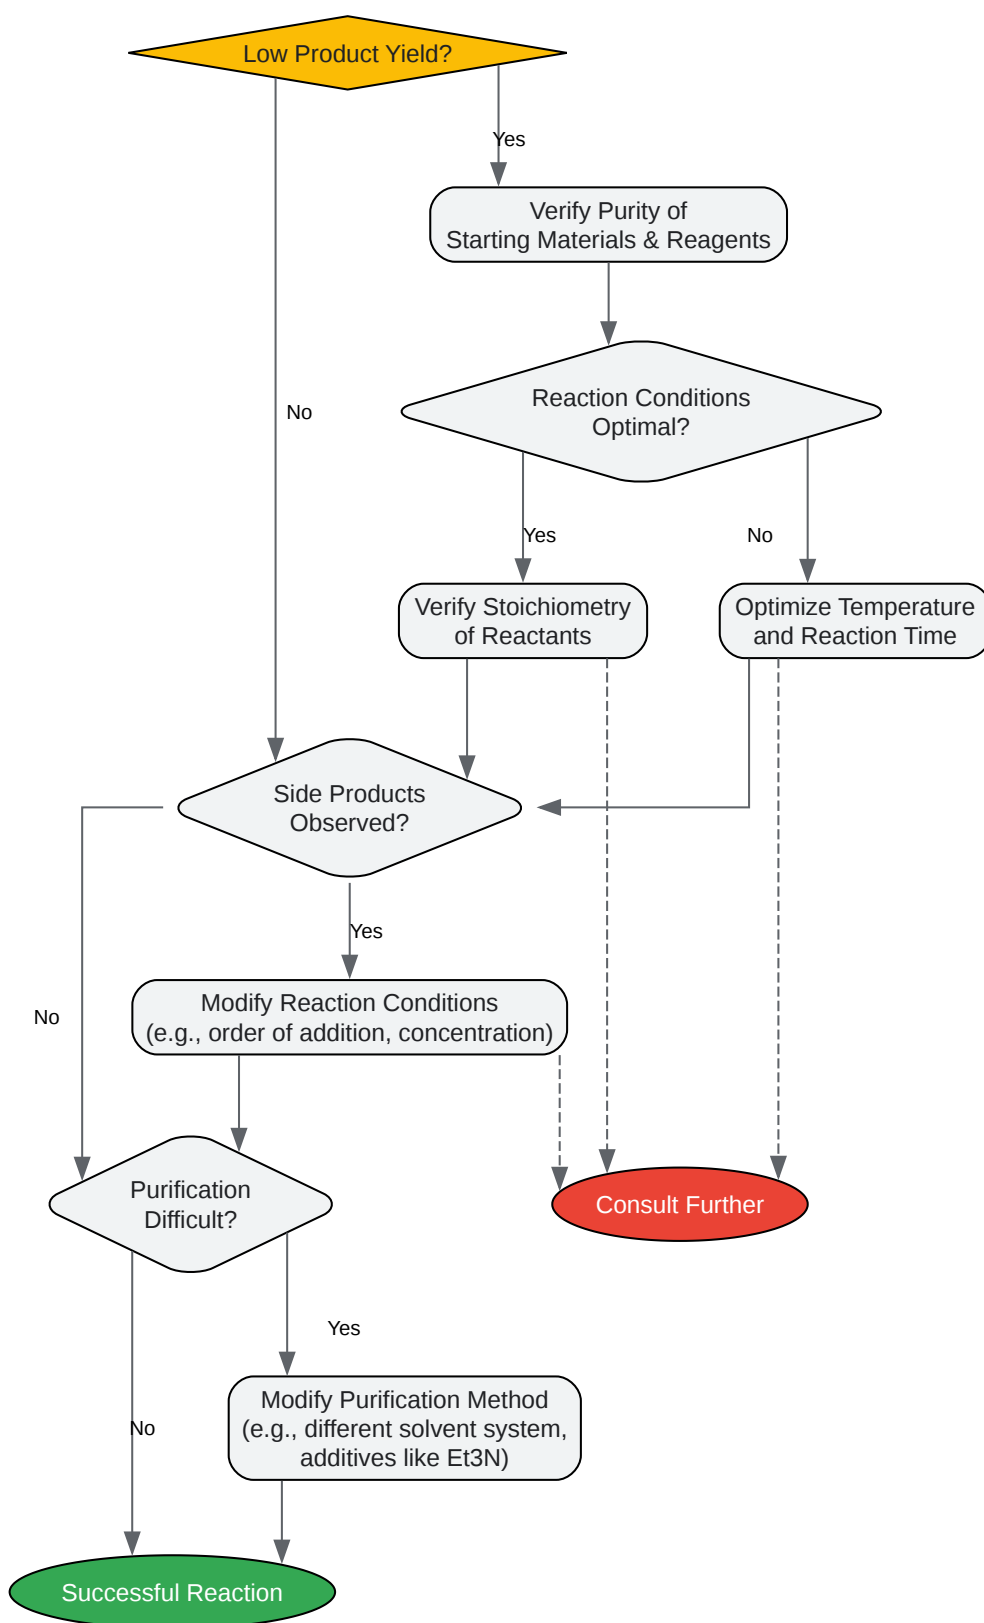 Low Product Yield?
Yes
Verify Purity of
Starting Materials & Reagents
No
Reaction Conditions
Optimal?
Yes
No
Verify Stoichiometry
of Reactants
Optimize Temperature
and Reaction Time
Side Products
Observed?
Yes
No
Modify Reaction Conditions
(e.g., order of addition, concentration)
Purification
Difficult?
Consult Further
Yes
No
Modify Purification Method
(e.g., different solvent system,
additives like Et3N)
Successful Reaction